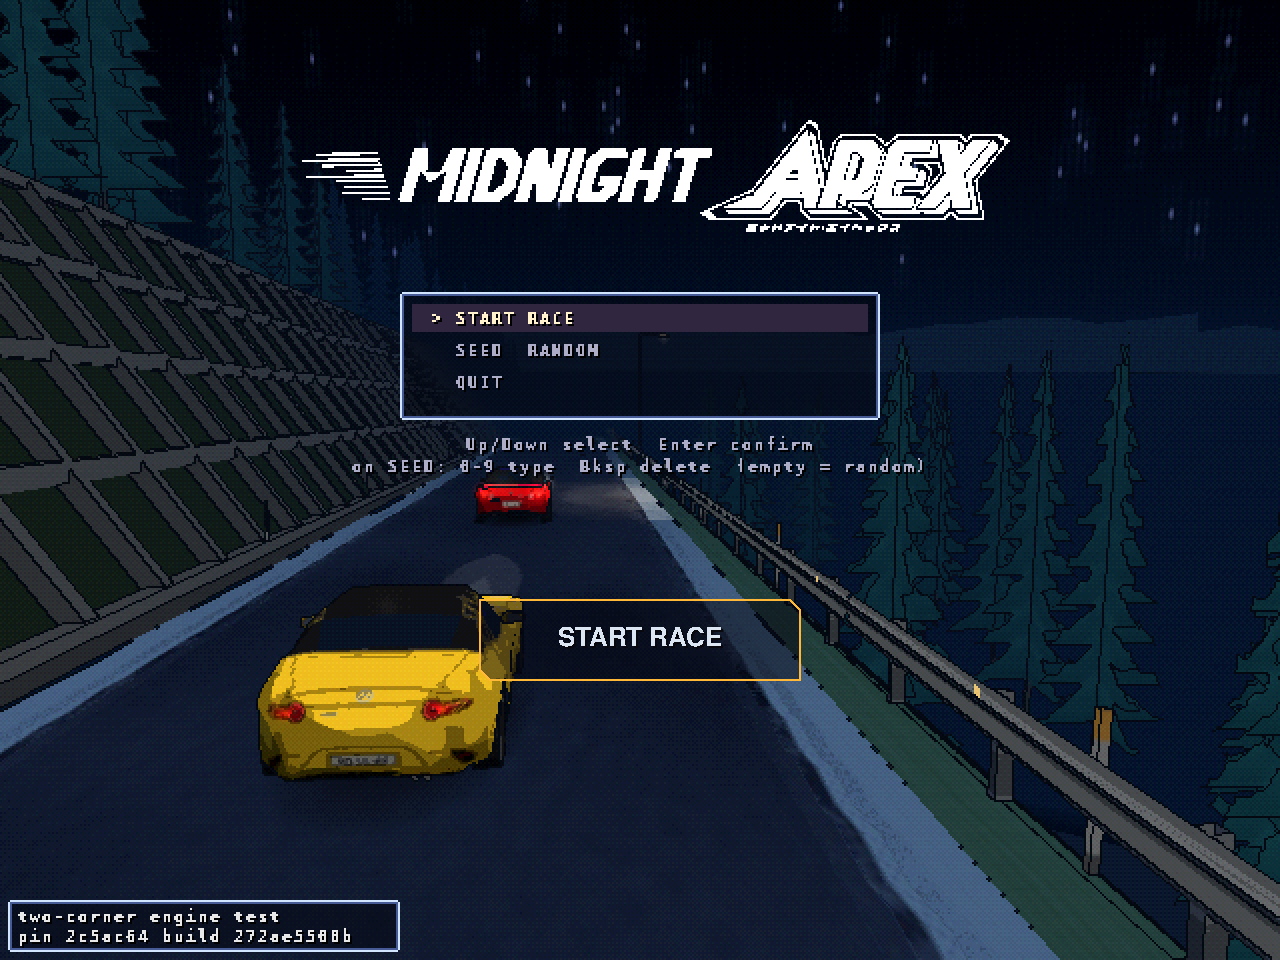 MIDNIGHT APEX
> START RACE
SEED RANDOM
QUIT
Up/Down select Enter confirm
on SEED: 0-9 type Bksp delete (empty = random)
START RACE
two-corner engine test
pin 2c5ac64 build 272ae5508b